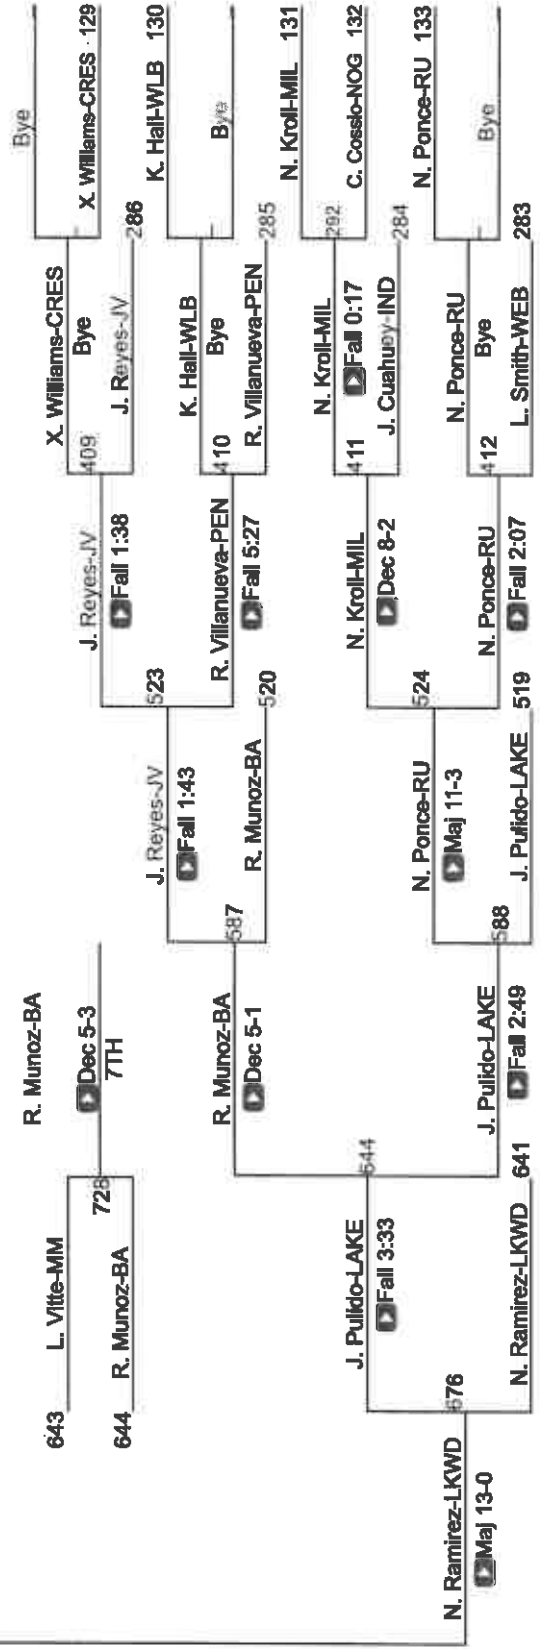 R. Munoz-BA
Bye
643 L. Vitte-MM
X. Williams-CRES
728
Dec 5-3
J. Reyes-JV
409
Bye
X. Williams-CRES 129
7TH
644 R. Munoz-BA
Fall 1:38
J. Reyes-JV 286
J. Reyes-JV
523
K. Hall-WLB 130
Fall 1:43
K. Hall-WLB
R. Munoz-BA
587
R. Villanueva-PEN
410
Bye
Bye
Dec 5-1
R. Munoz-BA 520
Fall 5:27
R. Villanueva-PEN 285
N. Kroll-MIL 131
N. Kroll-MIL
292
J. Pulido-LAKE
644
N. Kroll-MIL
411
Fall 0:17
C. Cossio-NOG 132
Fall 3:33
Dec 8-2
J. Cuahuey-IND 284
N. Ponce-RU
524
N. Ponce-RU 133
N. Ramirez-LKWD
676
Maj 11-3
N. Ponce-RU
Maj 13-0
J. Pulido-LAKE
588
N. Ponce-RU
412
Bye
Bye
N. Ramirez-LKWD 641
Fall 2:49
J. Pulido-LAKE 519
Fall 2:07
L. Smith-WEB 283